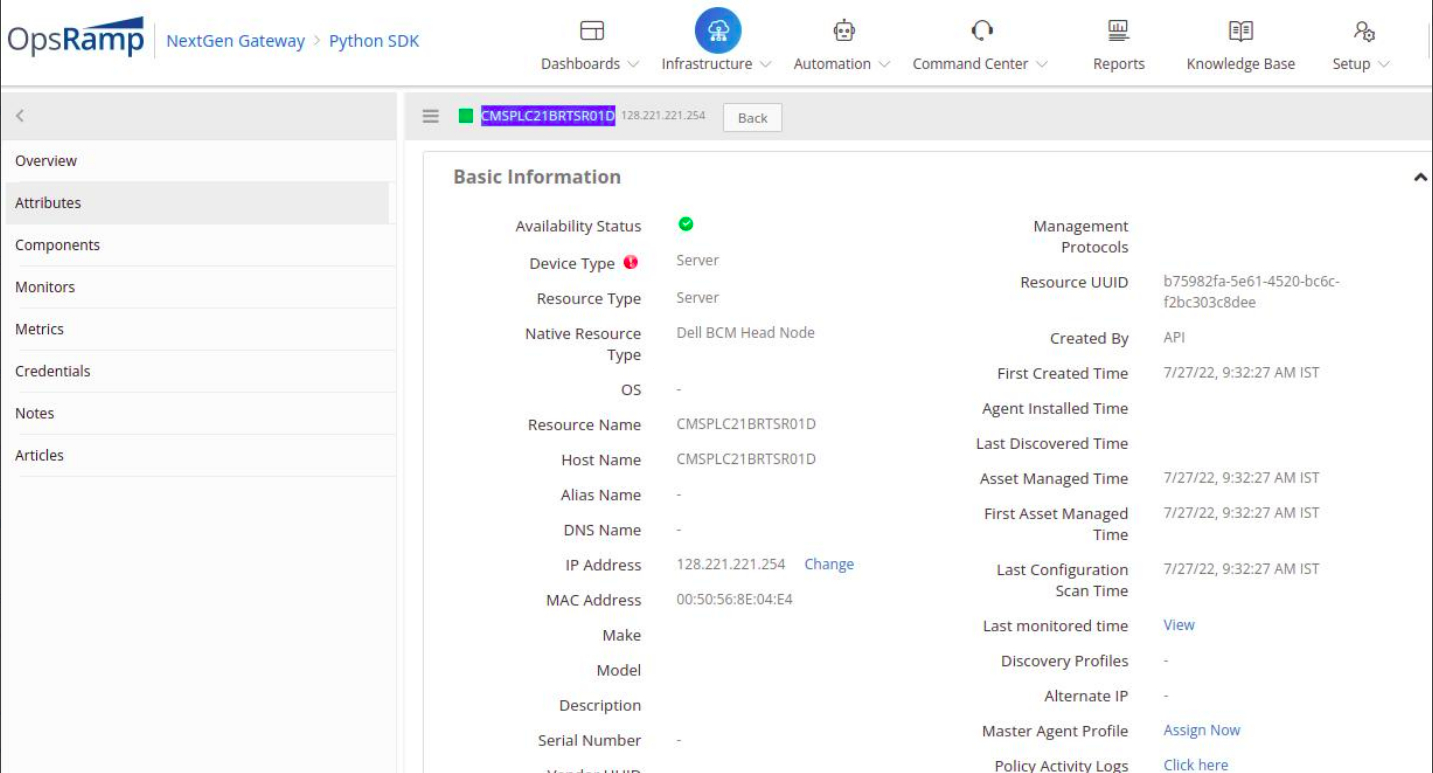 OpsRamp
NextGen Gateway > Python SDK
Dashboards
Infrastructure
Automation
Command Center
Reports
Knowledge Base
Setup
CMSPLC21BRTSR01D 128.221.221.254 Back
Overview
Attributes
Components
Monitors
Metrics
Credentials
Notes
Articles
Basic Information
Availability Status
Device Type Server
Resource Type Server
Native Resource Dell BCM Head Node
Type
OS -
Resource Name CMSPLC21BRTSR01D
Host Name CMSPLC21BRTSR01D
Alias Name -
DNS Name -
IP Address 128.221.221.254 Change
MAC Address 00:50:56:8E:04:E4
Make
Model
Description
Serial Number -
Vendor UUID
Management
Protocols
Resource UUID b75982fa-5e61-4520-bc6c-
f2bc303c8dee
Created By API
First Created Time 7/27/22, 9:32:27 AM IST
Agent Installed Time
Last Discovered Time
Asset Managed Time 7/27/22, 9:32:27 AM IST
First Asset Managed 7/27/22, 9:32:27 AM IST
Time
Last Configuration 7/27/22, 9:32:27 AM IST
Scan Time
Last monitored time View
Discovery Profiles -
Alternate IP -
Master Agent Profile Assign Now
Policy Activity Logs Click here